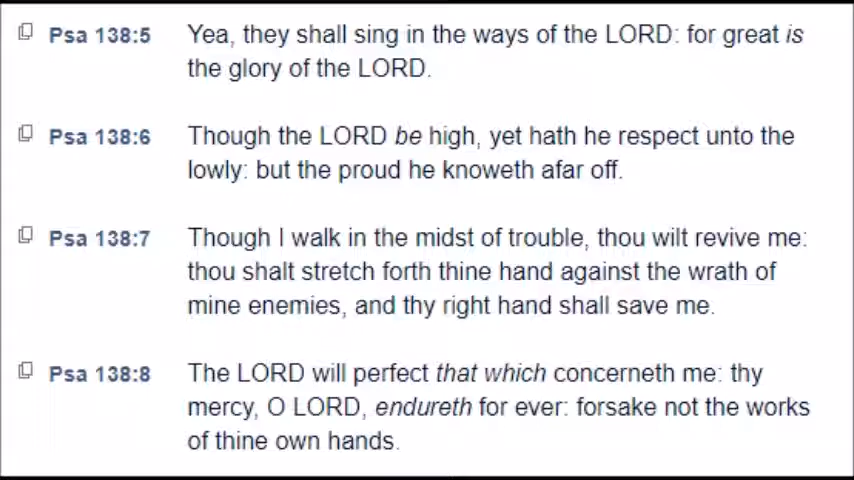 Psa 138:5 Yea, they shall sing in the ways of the LORD: for great is
the glory of the LORD.
Psa 138:6 Though the LORD be high, yet hath he respect unto the
lowly: but the proud he knoweth afar off.
Psa 138:7 Though I walk in the midst of trouble, thou wilt revive me:
thou shalt stretch forth thine hand against the wrath of
mine enemies, and thy right hand shall save me.
Psa 138:8 The LORD will perfect that which concerneth me: thy
mercy, O LORD, endureth for ever: forsake not the works
of thine own hands.